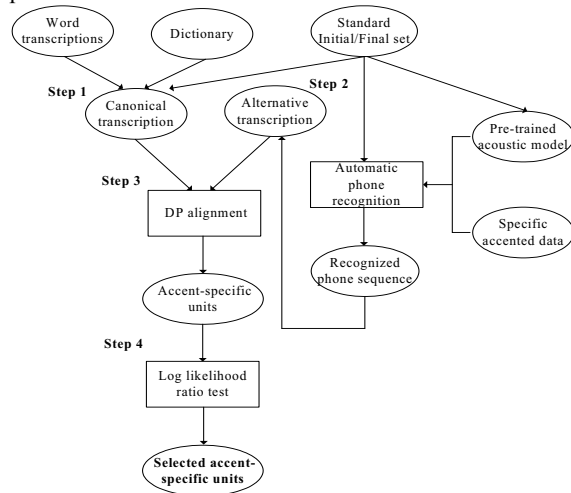 Word
transcriptions
Dictionary
Standard
Initial/Final set
Step 1
Canonical
transcription
Alternative
transcription
Step 2
Pre-trained
acoustic model
Automatic
phone
recognition
Step 3
DP alignment
Specific
accented data
Recognized
phone sequence
Accent-specific
units
Step 4
Log likelihood
ratio test
Selected accent-
specific units